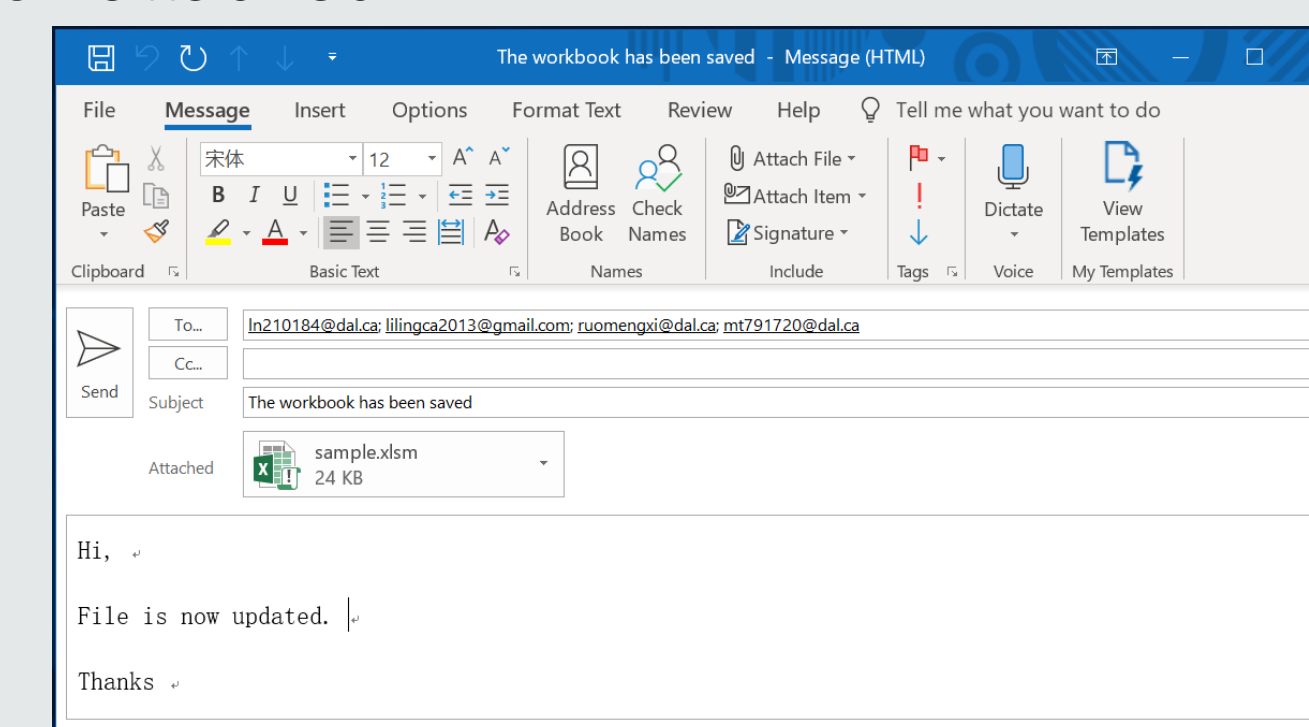 The workbook has been saved - Message (HTML)
File Message Insert Options Format Text Review Help Tell me what you want to do
Paste
宋体 12
B I U
Address Book
Check Names
Attach File
Attach Item
Signature
Dictate
View Templates
Clipboard Basic Text Names Include Tags Voice My Templates
Send
To... ln210184@dal.ca; lilingca2013@gmail.com; ruomengxi@dal.ca; mt791720@dal.ca
Cc...
Subject The workbook has been saved
Attached sample.xlsm
24 KB
Hi,
File is now updated.
Thanks